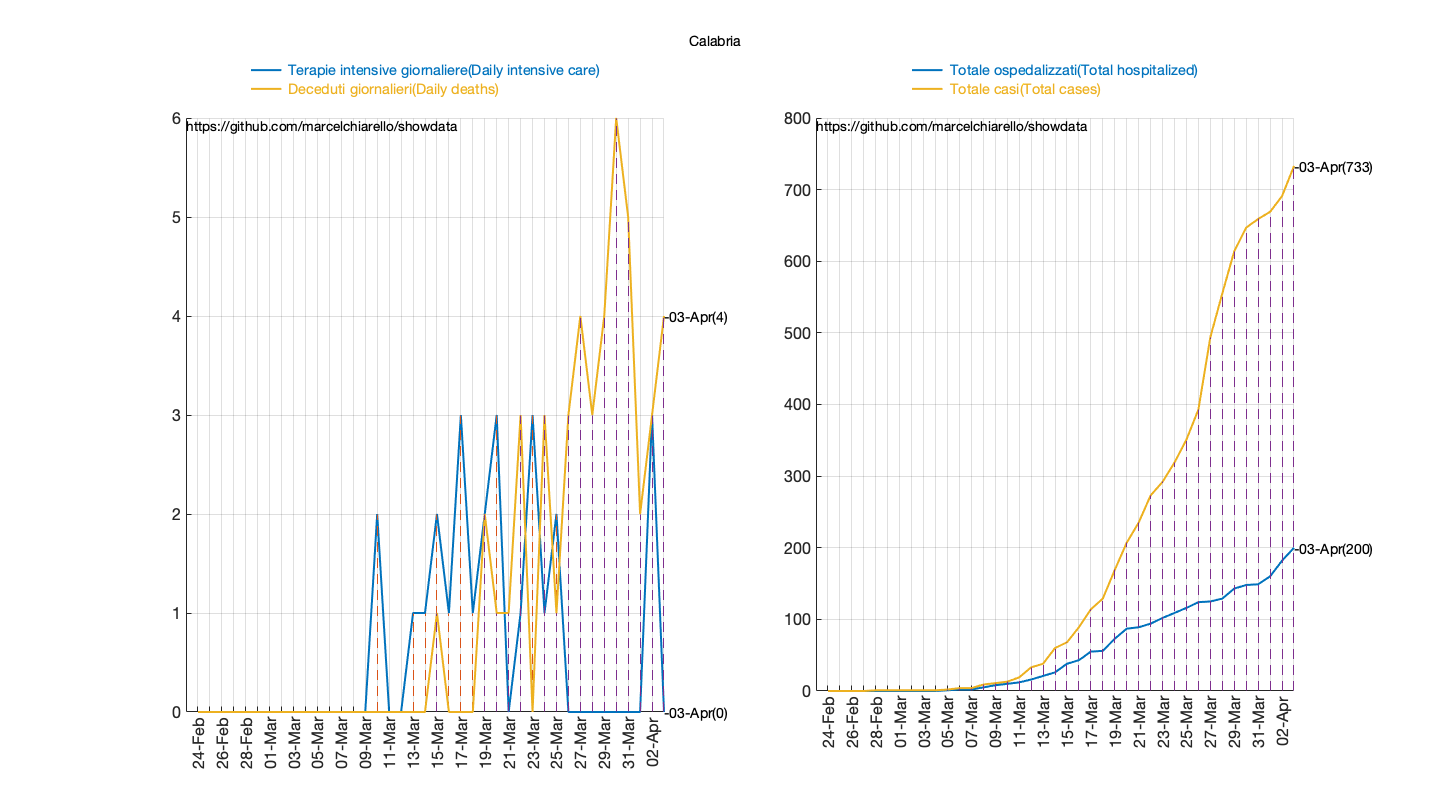 Calabria
Terapie intensive giornaliere(Daily intensive care)
Deceduti giornalieri(Daily deaths)
https://github.com/marcelchiarello/showdata
6
5
4
3
2
1
0
-03-Apr(4)
-03-Apr(0)
24-Feb
26-Feb
28-Feb
01-Mar
03-Mar
05-Mar
07-Mar
09-Mar
11-Mar
13-Mar
15-Mar
17-Mar
19-Mar
21-Mar
23-Mar
25-Mar
27-Mar
29-Mar
31-Mar
02-Apr
Totale ospedalizzati(Total hospitalized)
Totale casi(Total cases)
https://github.com/marcelchiarello/showdata
800
700
600
500
400
300
200
100
0
-03-Apr(733)
-03-Apr(200)
24-Feb
26-Feb
28-Feb
01-Mar
03-Mar
05-Mar
07-Mar
09-Mar
11-Mar
13-Mar
15-Mar
17-Mar
19-Mar
21-Mar
23-Mar
25-Mar
27-Mar
29-Mar
31-Mar
02-Apr